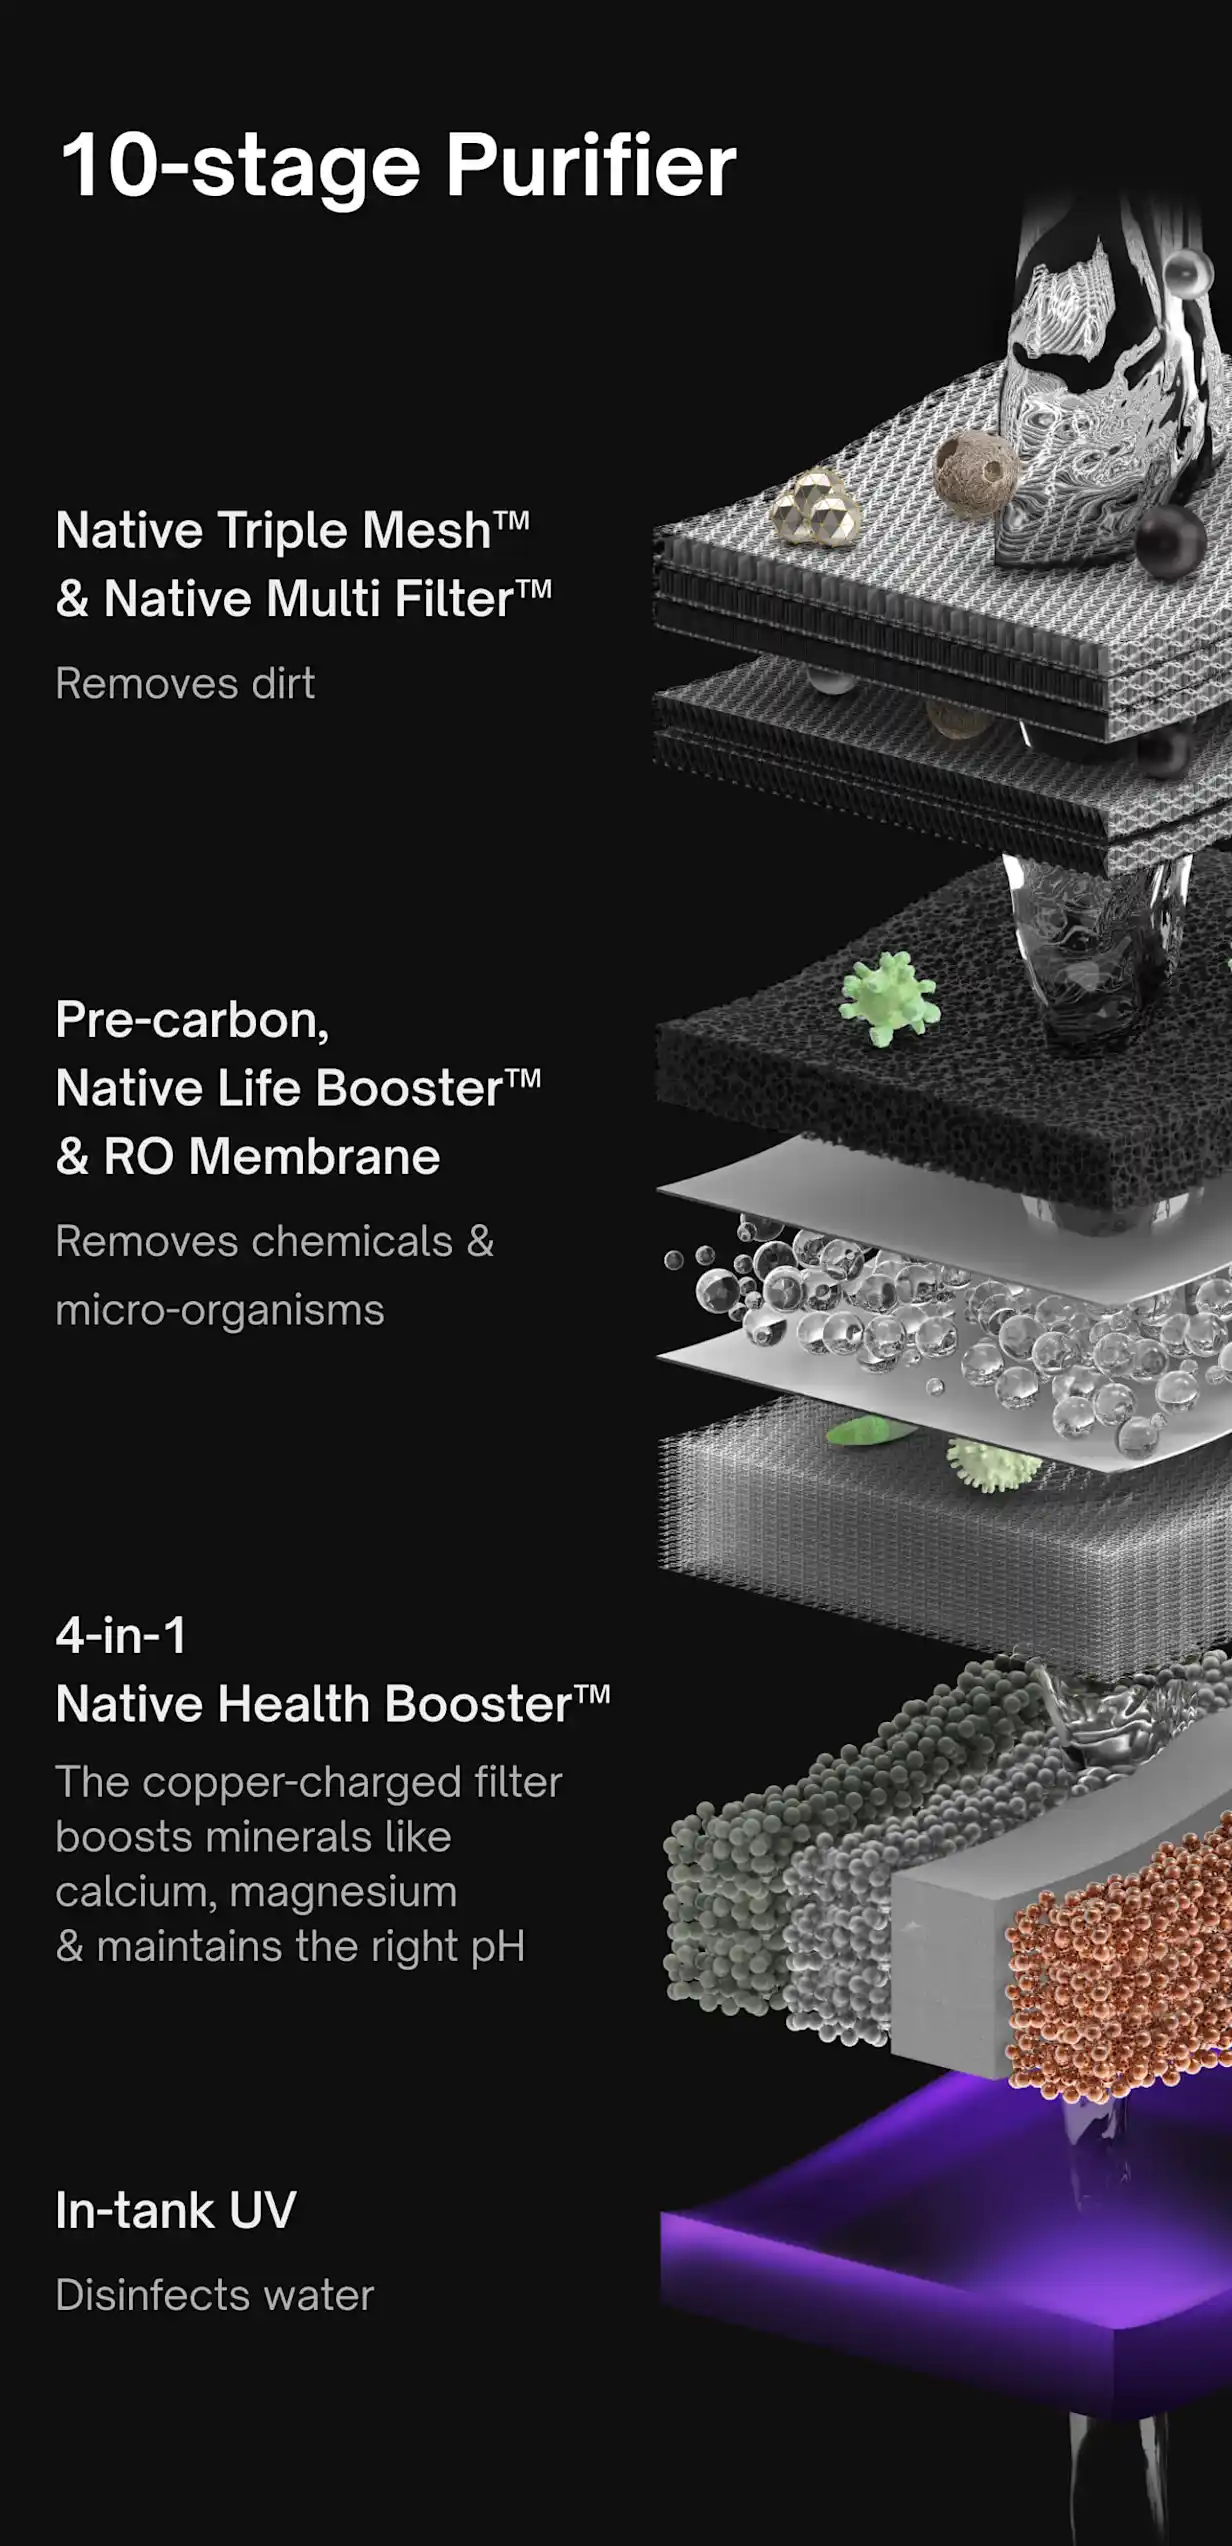 10-stage Purifier
Native Triple Mesh™
& Native Multi Filter™
Removes dirt
Pre-carbon,
Native Life Booster™
& RO Membrane
Removes chemicals &
micro-organisms
4-in-1
Native Health Booster™
The copper-charged filter
boosts minerals like
calcium, magnesium
& maintains the right pH
In-tank UV
Disinfects water